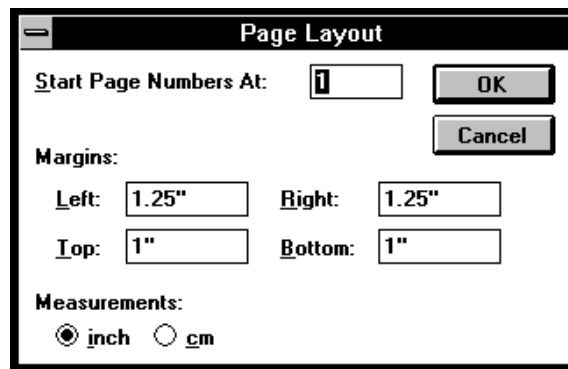 Page Layout
Start Page Numbers At: 1 OK
Cancel
Margins:
Left: 1.25" Right: 1.25"
Top: 1" Bottom: 1"
Measurements:
inch cm